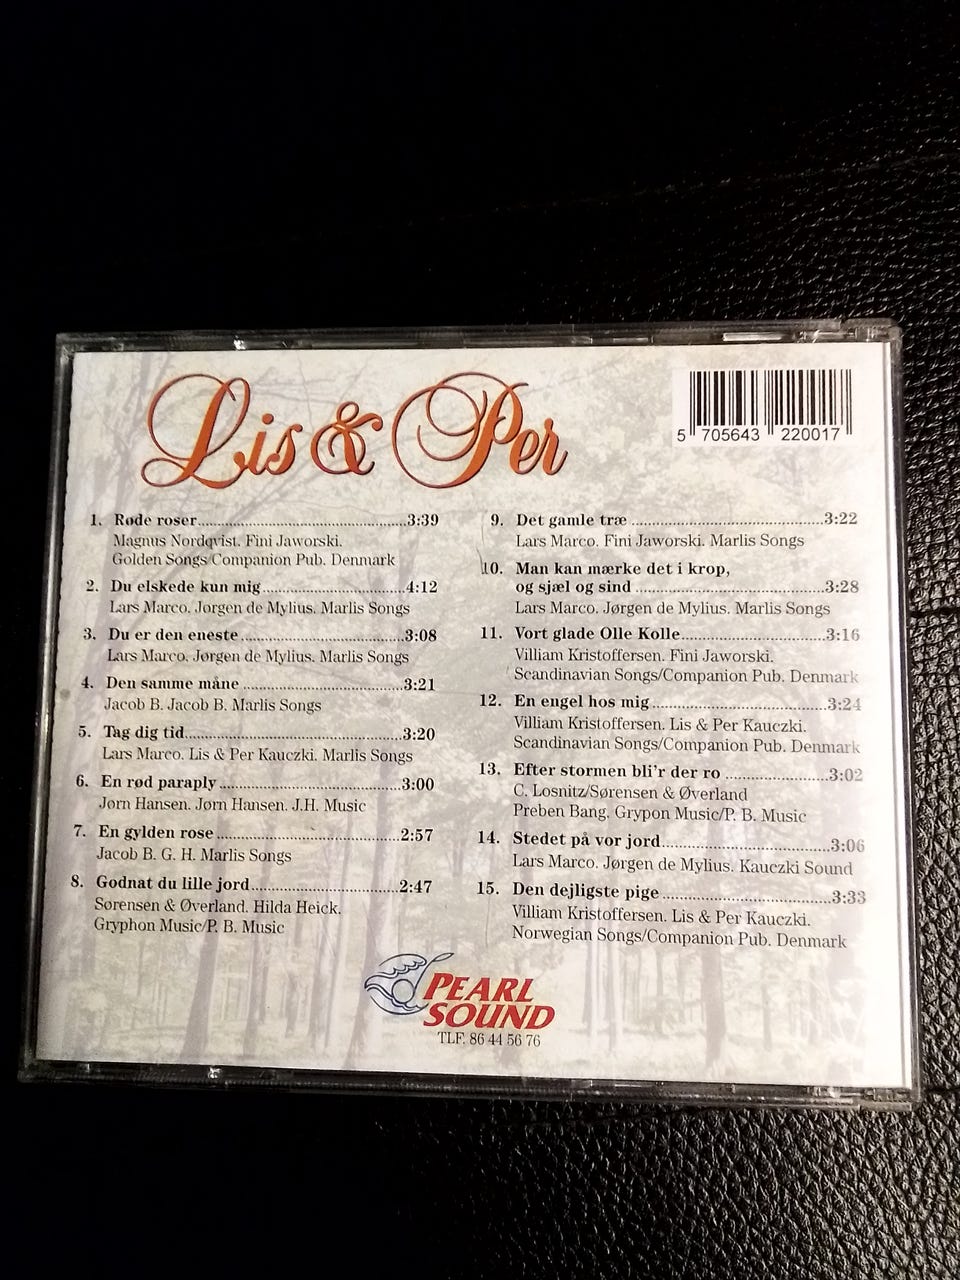 Lis & Per
5 705643 220017
1. Røde roser......3:39
Magnus Nordqvist. Fini Jaworski.
Golden Songs/Companion Pub. Denmark
2. Du elskede kun mig......4:12
Lars Marco. Jørgen de Mylius. Marlis Songs
3. Du er den eneste......3:08
Lars Marco. Jørgen de Mylius. Marlis Songs
4. Den samme måne......3:21
Jacob B. Jacob B. Marlis Songs
5. Tag dig tid......3:20
Lars Marco. Lis & Per Kauczki. Marlis Songs
6. En rød paraply......3:00
Jørn Hansen. Jørn Hansen. J.H. Music
7. En gylden rose......2:57
Jacob B. G. H. Marlis Songs
8. Godnat du lille jord......2:47
Sørensen & Øverland. Hilda Heick.
Gryphon Music/P. B. Music
9. Det gamle træ......3:22
Lars Marco. Fini Jaworski. Marlis Songs
10. Man kan mærke det i krop,
og sjæl og sind......3:28
Lars Marco. Jørgen de Mylius. Marlis Songs
11. Vort glade Olle Kolle......3:16
Villiam Kristoffersen. Fini Jaworski.
Scandinavian Songs/Companion Pub. Denmark
12. En engel hos mig......3:24
Villiam Kristoffersen. Lis & Per Kauczki.
Scandinavian Songs/Companion Pub. Denmark
13. Efter stormen bli'r der ro......3:02
C. Losnitz/Sørensen & Øverland
Preben Bang. Grypon Music/P. B. Music
14. Stedet på vor jord......3:06
Lars Marco. Jørgen de Mylius. Kauczki Sound
15. Den dejligste pige......3:33
Villiam Kristoffersen. Lis & Per Kauczki.
Norwegian Songs/Companion Pub. Denmark
PEARL
SOUND
TLF. 86 44 56 76